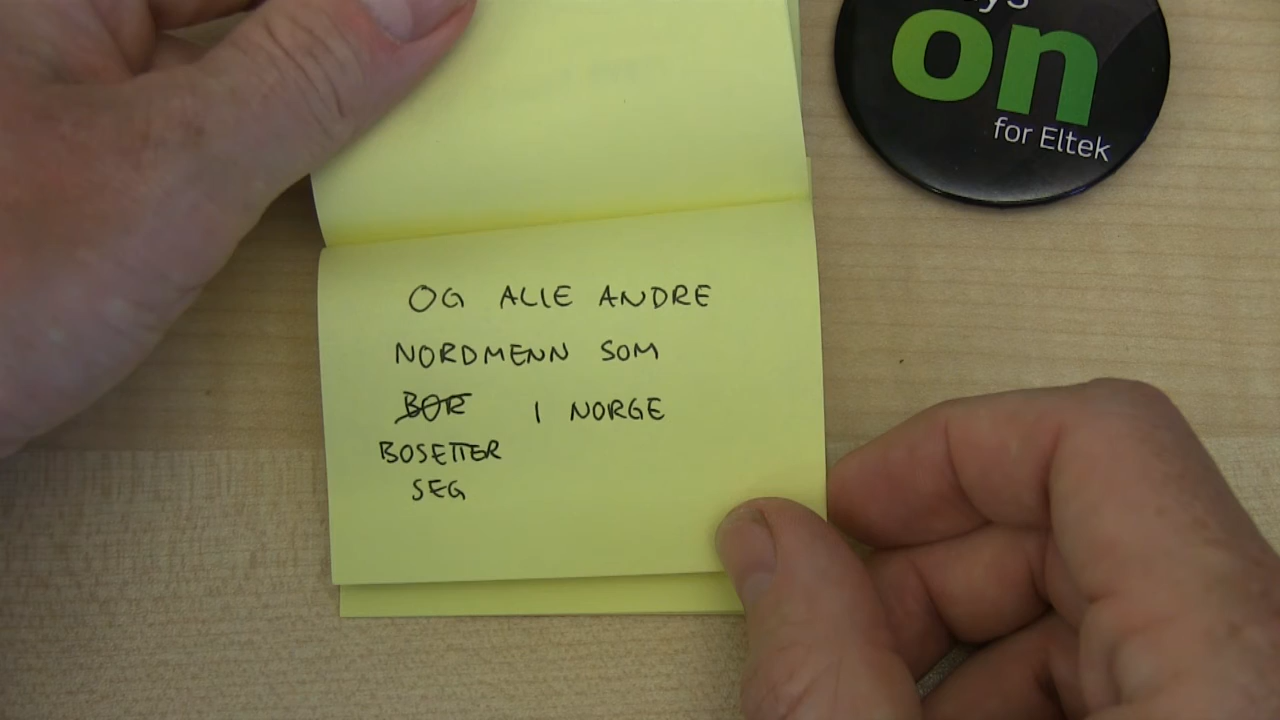 on
for Eltek
OG ALLE ANDRE
NORDMENN SOM
BOR I NORGE
BOSETTER
SEG